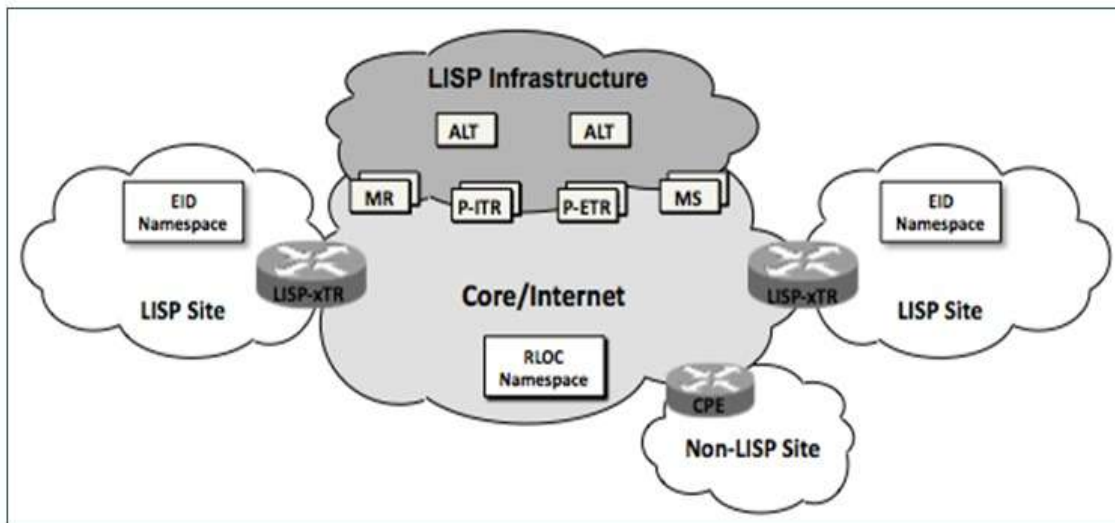 LISP Infrastructure
ALT
ALT
MR
P-ITR
P-ETR
MS
EID
Namespace
EID
Namespace
LISP-xTR
LISP-xTR
LISP Site
Core/Internet
LISP Site
RLOC
Namespace
CPE
Non-LISP Site